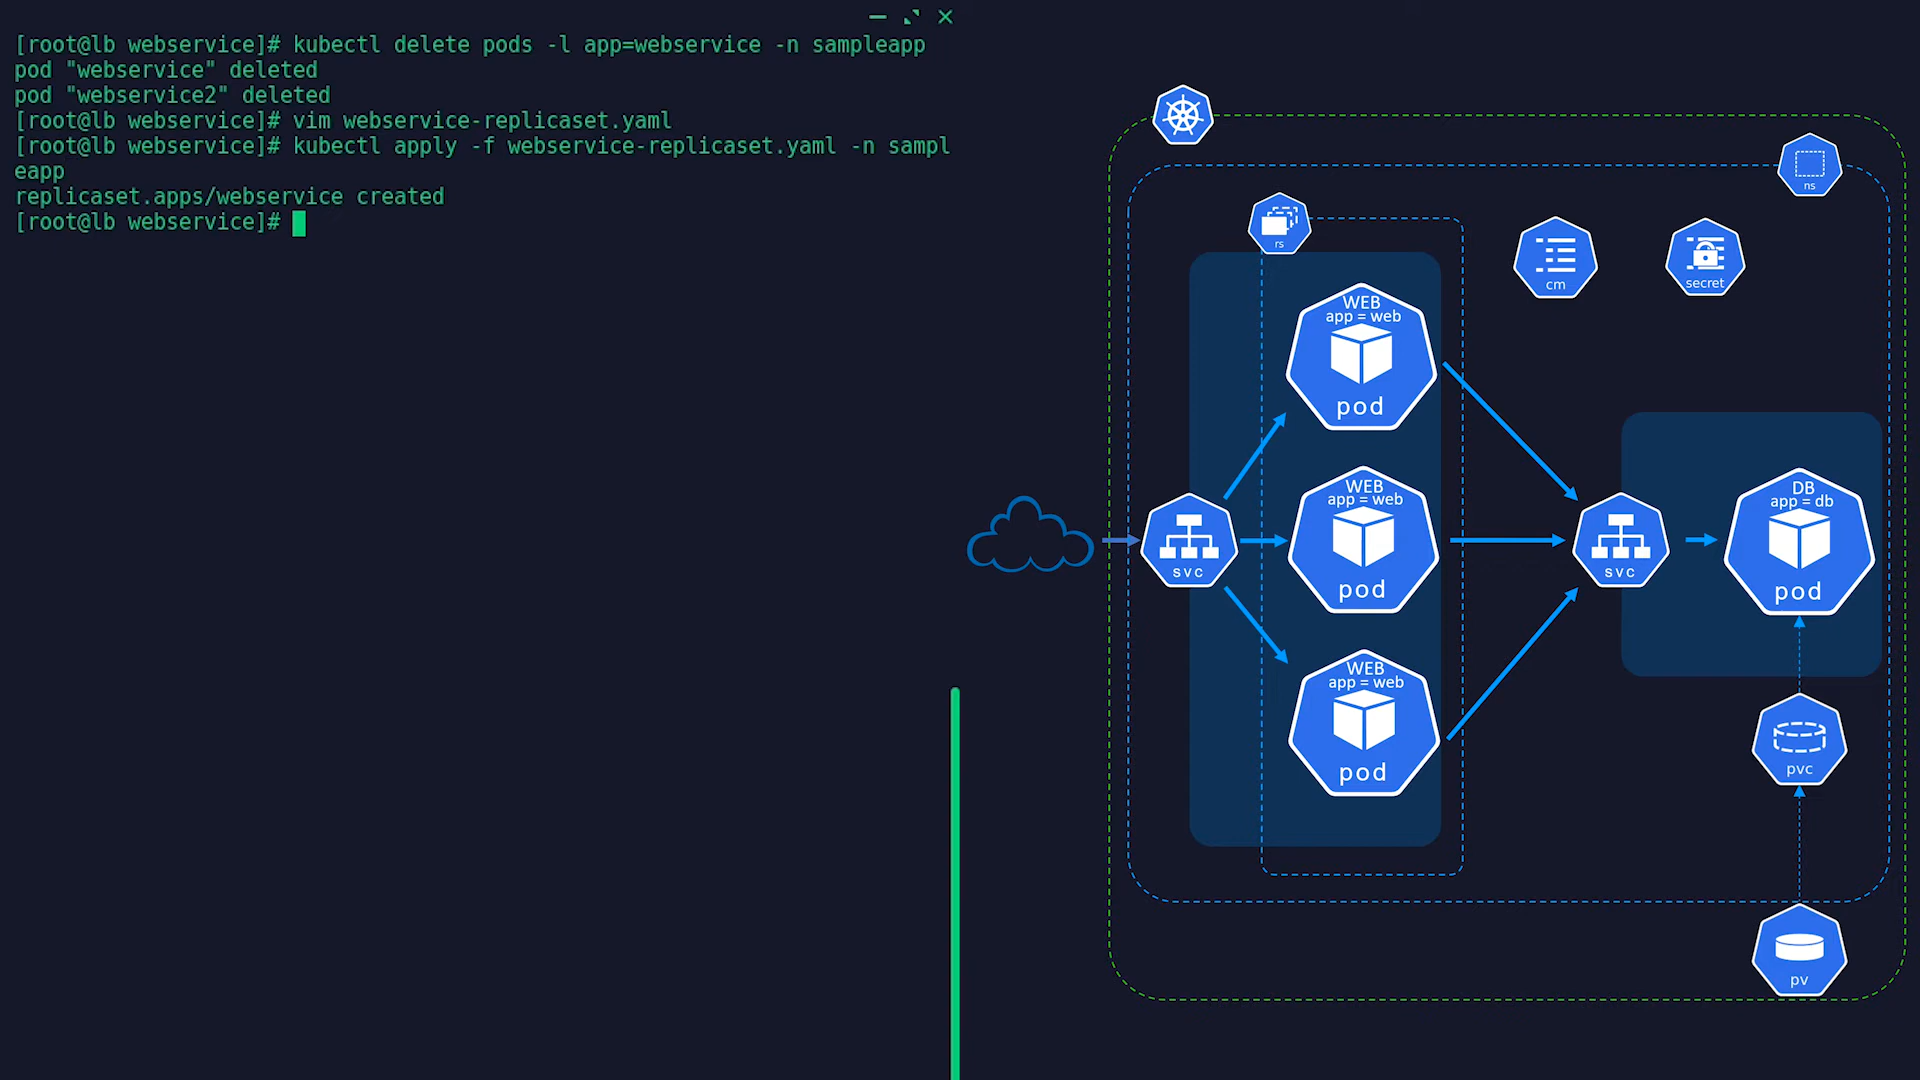 [root@lb webservice]# kubectl delete pods -l app=webservice -n sampleapp
pod "webservice" deleted
pod "webservice2" deleted
[root@lb webservice]# vim webservice-replicaset.yaml
[root@lb webservice]# kubectl apply -f webservice-replicaset.yaml -n sampl
eapp
replicaset.apps/webservice created
[root@lb webservice]#
ns
rs
cm
secret
WEB
app = web
pod
WEB
app = web
pod
WEB
app = web
pod
svc
svc
DB
app = db
pod
pvc
pv